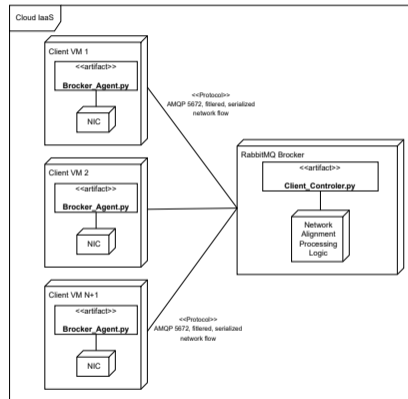 Cloud IaaS
Client VM 1
<<artifact>>
Brocker_Agent.py
NIC
<<Protocol>>
AMQP 5672, filtered, serialized
network flow
Client VM 2
<<artifact>>
Brocker_Agent.py
NIC
RabbitMQ Brocker
<<artifact>>
Client_Controler.py
Network
Alignment
Processing
Logic
Client VM N+1
<<artifact>>
Brocker_Agent.py
NIC
<<Protocol>>
AMQP 5672, filtered, serialized
network flow